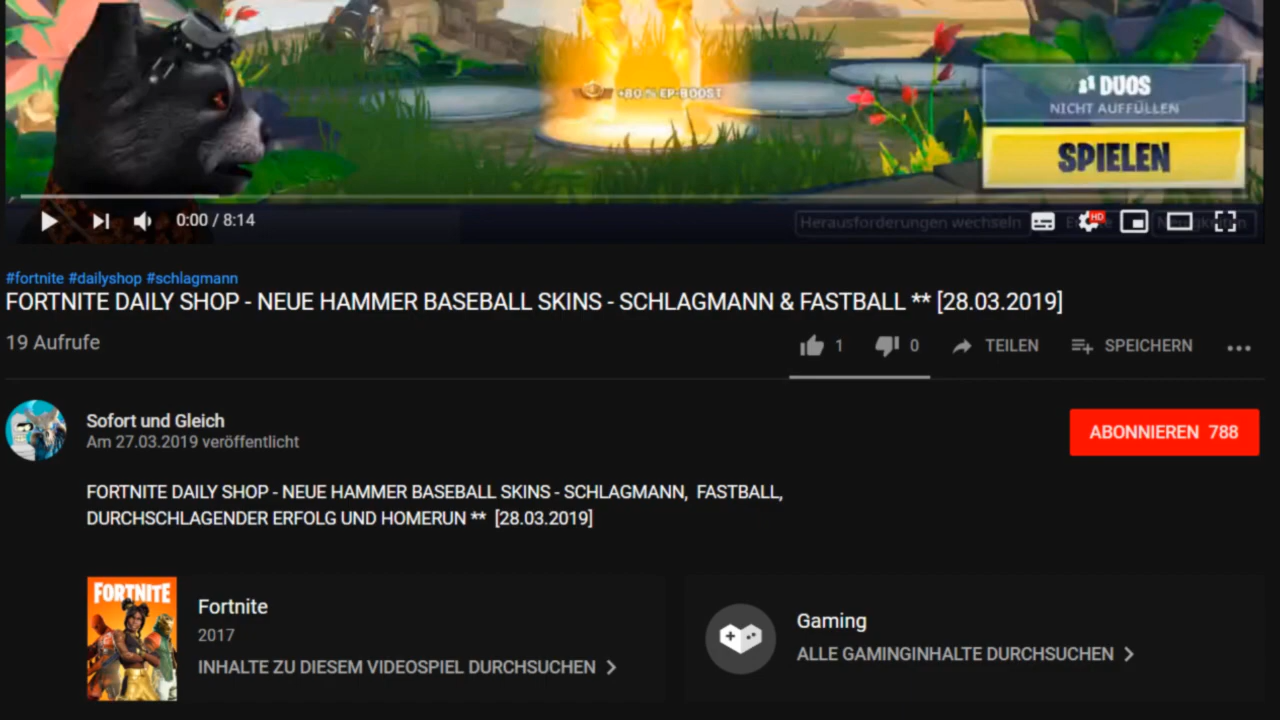 +80 % EP-BOOST
DUOS
NICHT AUFFÜLLEN
SPIELEN
0:00 / 8:14
Herausforderungen wechseln
HD
#fortnite #dailyshop #schlagmann
FORTNITE DAILY SHOP - NEUE HAMMER BASEBALL SKINS - SCHLAGMANN & FASTBALL ** [28.03.2019]
19 Aufrufe
1
0
TEILEN
SPEICHERN
Sofort und Gleich
Am 27.03.2019 veröffentlicht
ABONNIEREN 788
FORTNITE DAILY SHOP - NEUE HAMMER BASEBALL SKINS - SCHLAGMANN, FASTBALL,
DURCHSCHLAGENDER ERFOLG UND HOMERUN ** [28.03.2019]
FORTNITE
Fortnite
2017
INHALTE ZU DIESEM VIDEOSPIEL DURCHSUCHEN
Gaming
ALLE GAMINGINHALTE DURCHSUCHEN